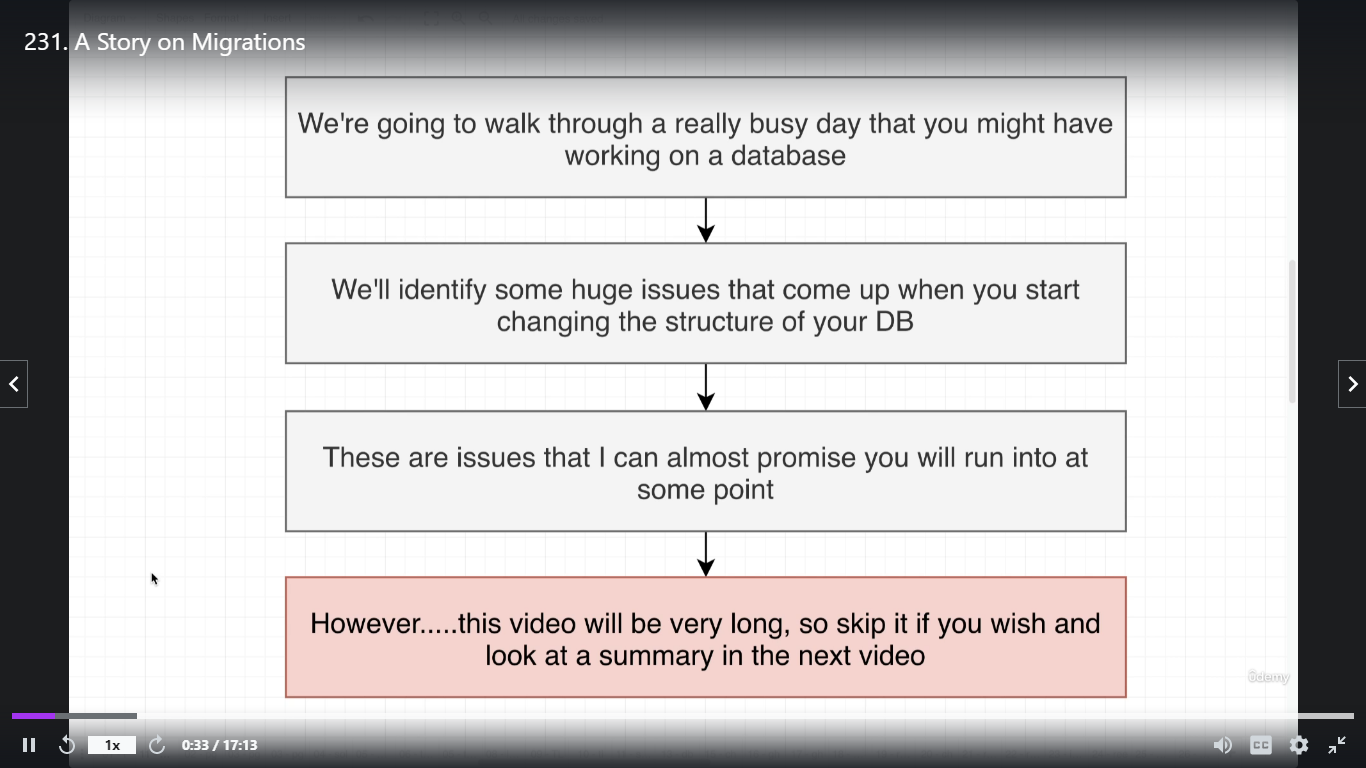 231. A Story on Migrations
We're going to walk through a really busy day that you might have
working on a database
We'll identify some huge issues that come up when you start
changing the structure of your DB
These are issues that I can almost promise you will run into at
some point
However.....this video will be very long, so skip it if you wish and
look at a summary in the next video
ûdemy
1x
0:33 / 17:13
CC